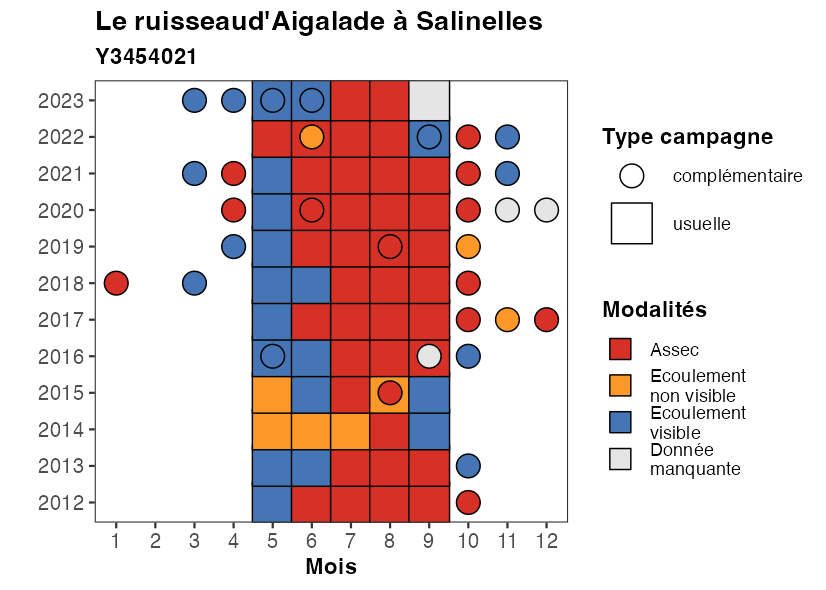 Le ruisseaud'Aigalade à Salinelles
Y3454021
2023
2022
2021
2020
2019
2018
2017
2016
2015
2014
2013
2012
1 2 3 4 5 6 7 8 9 10 11 12
Mois
Type campagne
complémentaire
usuelle
Modalités
Assec
Ecoulement
non visible
Ecoulement
visible
Donnée
manquante